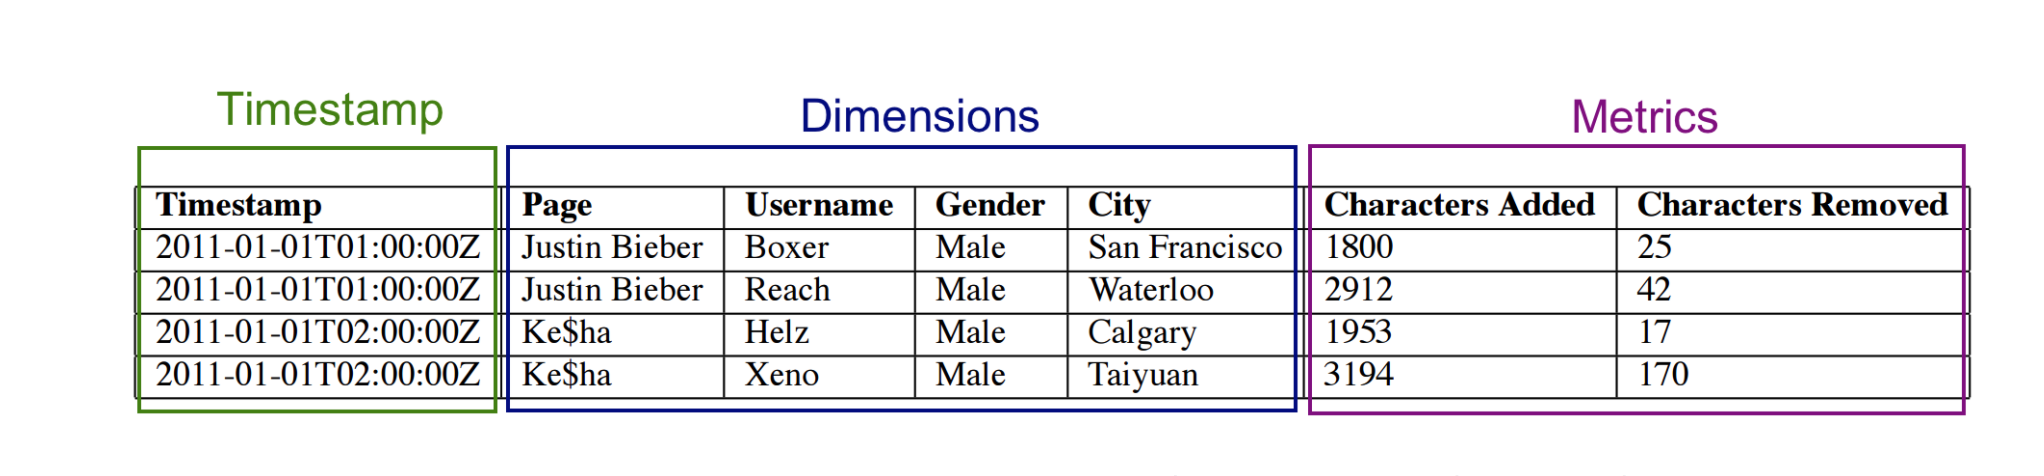 Timestamp Dimensions Metrics
Timestamp Page Username Gender City Characters Added Characters Removed
2011-01-01T01:00:00Z Justin Bieber Boxer Male San Francisco 1800 25
2011-01-01T01:00:00Z Justin Bieber Reach Male Waterloo 2912 42
2011-01-01T02:00:00Z Ke$ha Helz Male Calgary 1953 17
2011-01-01T02:00:00Z Ke$ha Xeno Male Taiyuan 3194 170